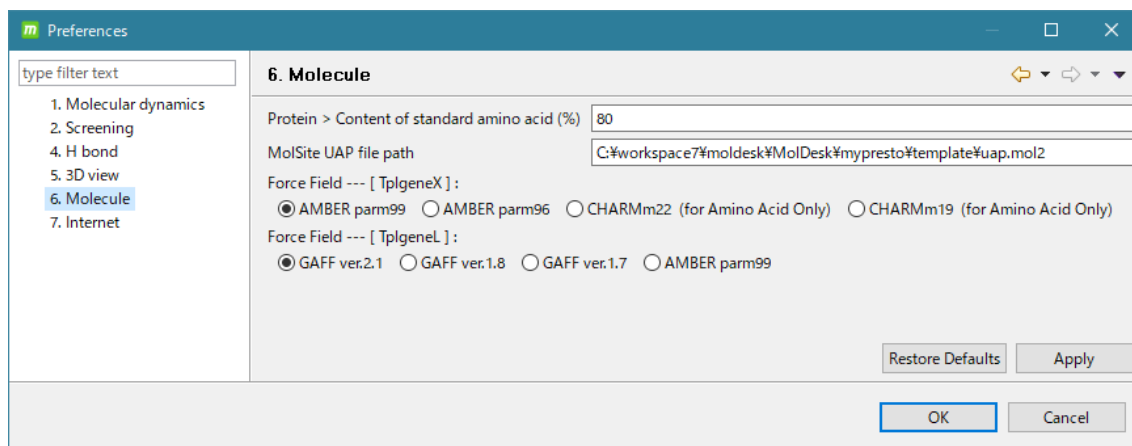 m Preferences
type filter text
6. Molecule
1. Molecular dynamics
2. Screening
4. H bond
5. 3D view
6. Molecule
7. Internet
Protein > Content of standard amino acid (%) 80
MolSite UAP file path C:¥workspace7¥moldesk¥MolDesk¥mypresto¥template¥uap.mol2
Force Field --- [ TplgeneX ] :
AMBER parm99 AMBER parm96 CHARMm22 (for Amino Acid Only) CHARMm19 (for Amino Acid Only)
Force Field --- [ TplgeneL ] :
GAFF ver.2.1 GAFF ver.1.8 GAFF ver.1.7 AMBER parm99
Restore Defaults Apply
OK Cancel